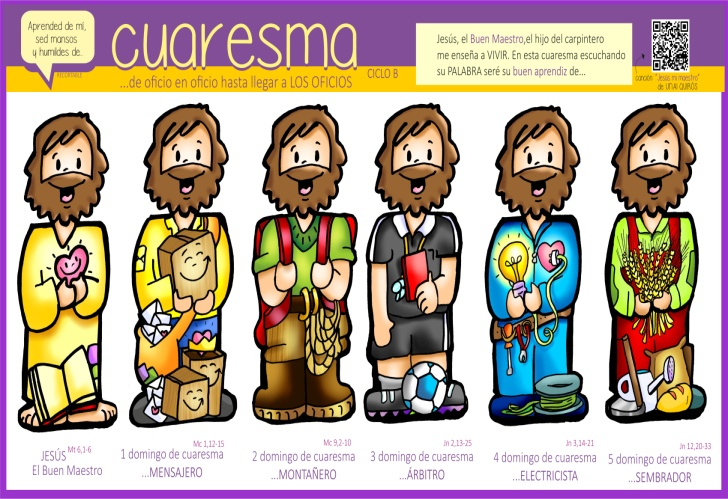 Aprended de mí,
sed mansos
y humildes de.
RECORTABLE
cuaresma
...de oficio en oficio hasta llegar a LOS OFICIOS
CICLO B
Jesús, el Buen Maestro,el hijo del carpintero
me enseña a VIVIR. En esta cuaresma escuchando
su PALABRA seré su buen aprendiz de...
canción "Jesús mi maestro"
de UNAI QUIRÓS
JESÚS Mt 6,1-6
El Buen Maestro
Mc 1,12-15
1 domingo de cuaresma
...MENSAJERO
Mc 9,2-10
2 domingo de cuaresma
...MONTAÑERO
Jn 2,13-25
3 domingo de cuaresma
...ÁRBITRO
Jn 3,14-21
4 domingo de cuaresma
...ELECTRICISTA
Jn 12,20-33
5 domingo de cuaresma
...SEMBRADOR